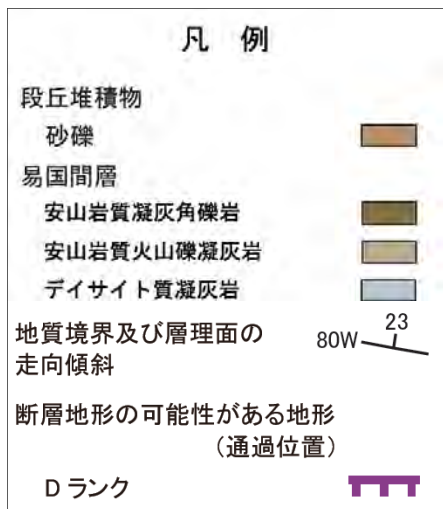 凡 例
段丘堆積物
砂礫
易国間層
安山岩質凝灰角礫岩
安山岩質火山礫凝灰岩
デイサイト質凝灰岩
地質境界及び層理面の
走向傾斜
80W 23
断層地形の可能性がある地形
（通過位置）
D ランク